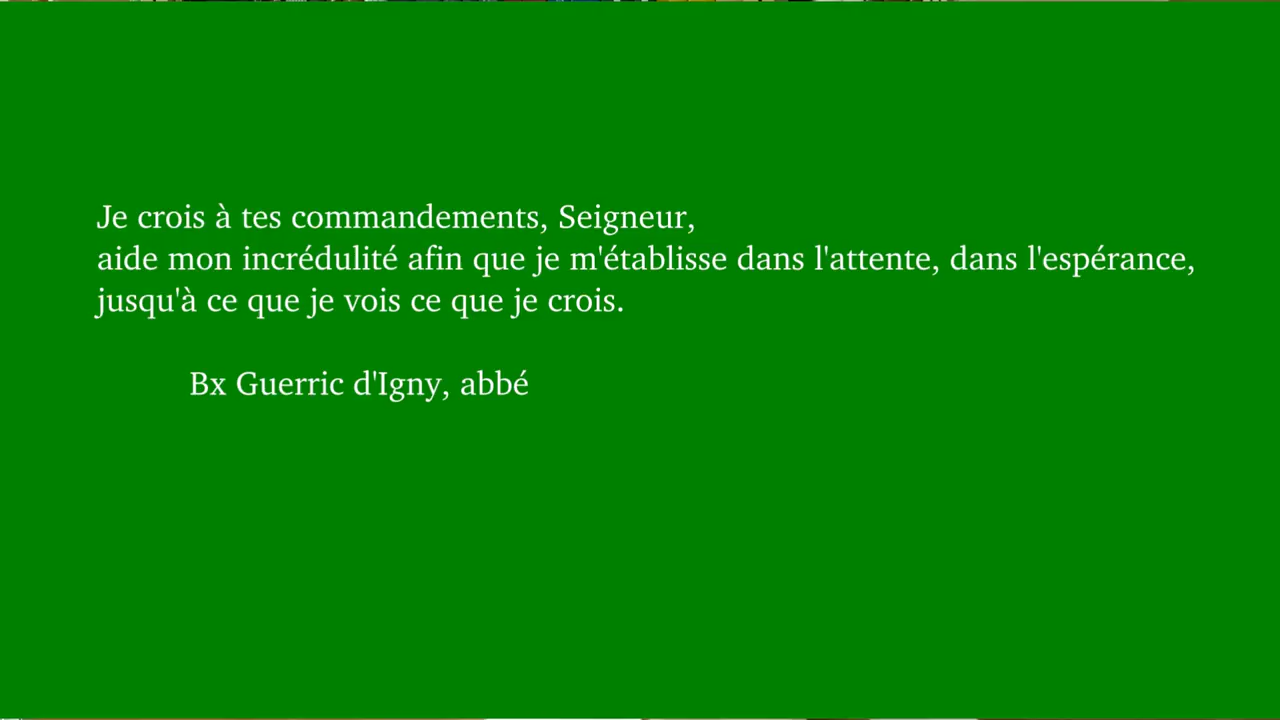 Je crois à tes commandements, Seigneur,
aide mon incrédulité afin que je m'établisse dans l'attente, dans l'espérance,
jusqu'à ce que je vois ce que je crois.
Bx Guerric d'Igny, abbé